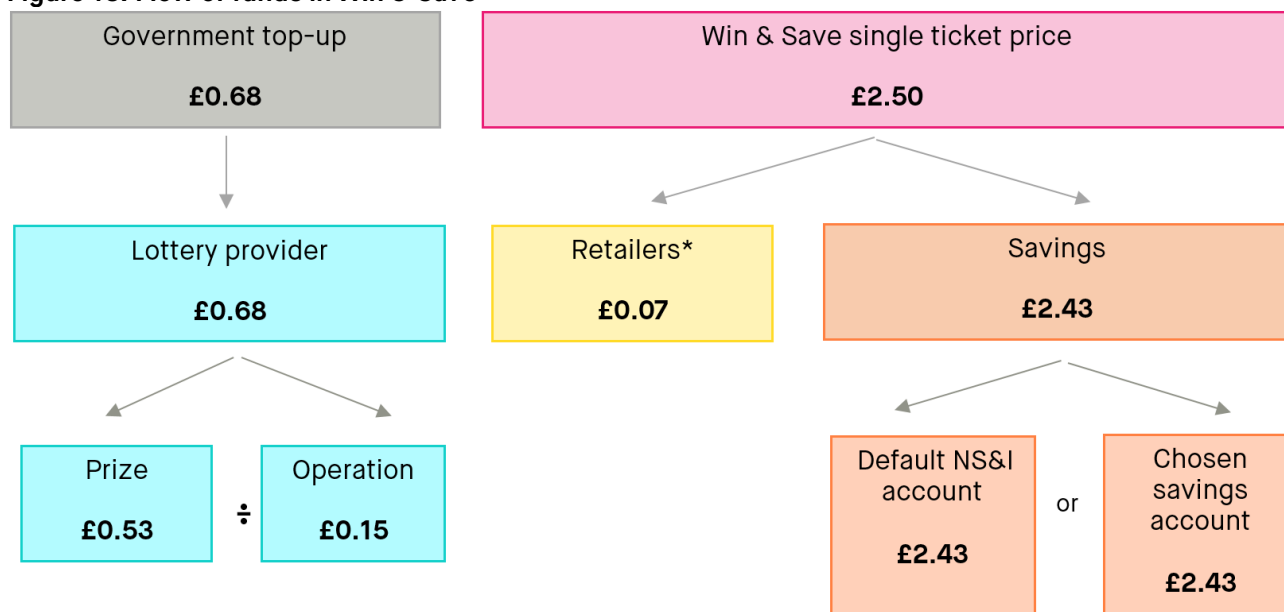 Government top-up
£0.68
Win & Save single ticket price
£2.50
Lottery provider
£0.68
Retailers*
£0.07
Savings
£2.43
Prize
£0.53
÷
Operation
£0.15
Default NS&I
account
£2.43
or
Chosen
savings
account
£2.43